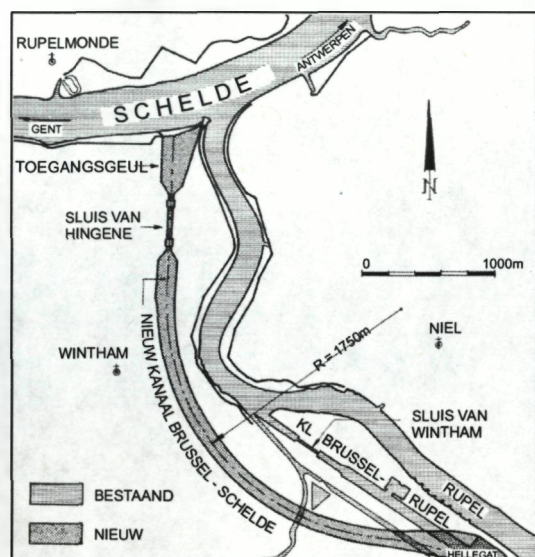 RUPELMONDE
ANTWERPEN
SCHELDE
GENT
TOEGANGSGEUL
N
SLUIS VAN
HINGENE
0 1000m
NIEUW KANAAL BRUSSEL - SCHELDE
R = 1750m
NIEL
WINTHAM
SLUIS VAN
WINTHAM
KL BRUSSEL-
RUPEL
RUPEL
BESTAAND
NIEUW
HELLEGAT